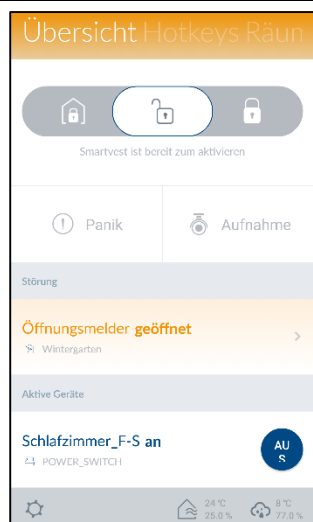 Übersicht Hotkeys Räun
Smartvest ist bereit zum aktivieren
Panik
Aufnahme
Störung
Öffnungsmelder geöffnet
Wintergarten
Aktive Geräte
Schlafzimmer_F-S an
POWER_SWITCH
AU
S
24 °C
25.0 %
8 °C
77.0 %